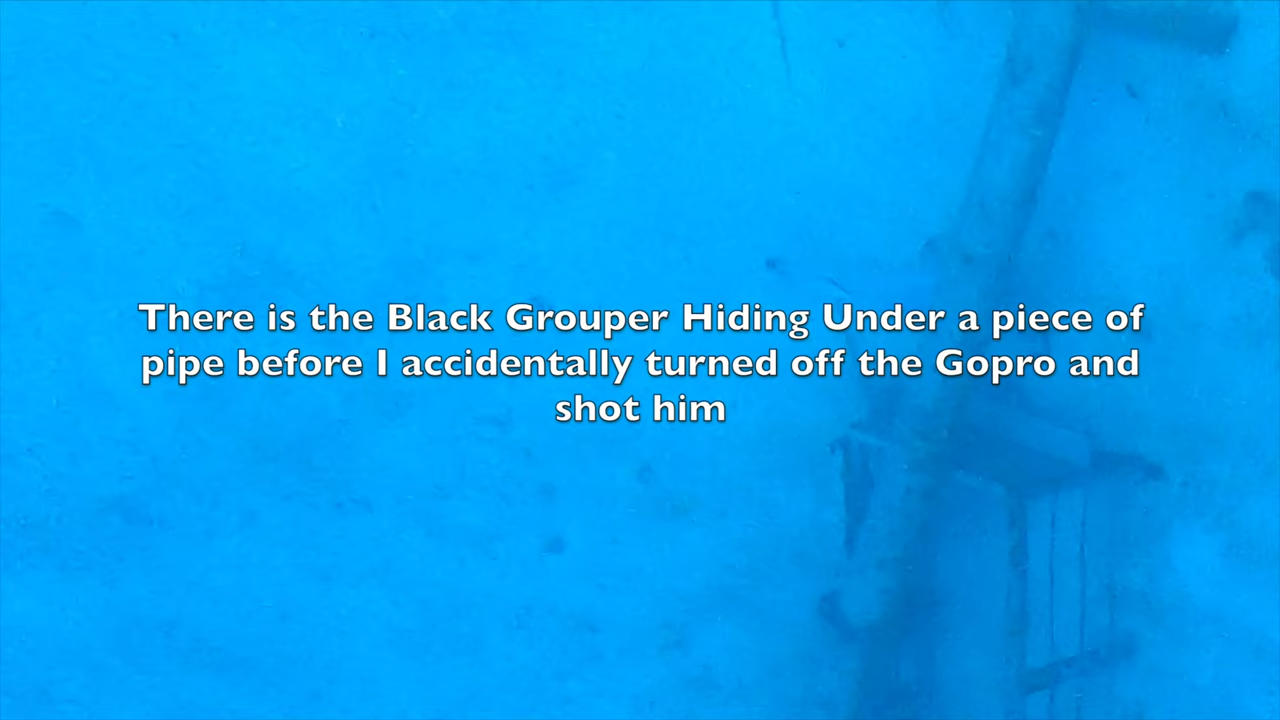 There is the Black Grouper Hiding Under a piece of
pipe before I accidentally turned off the Gopro and
shot him